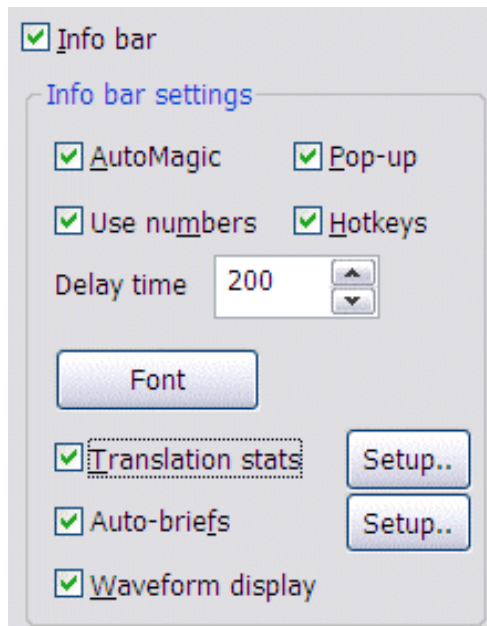 Info bar
Info bar settings
AutoMagic Pop-up
Use numbers Hotkeys
Delay time 200
Font
Translation stats Setup..
Auto-briefs Setup..
Waveform display